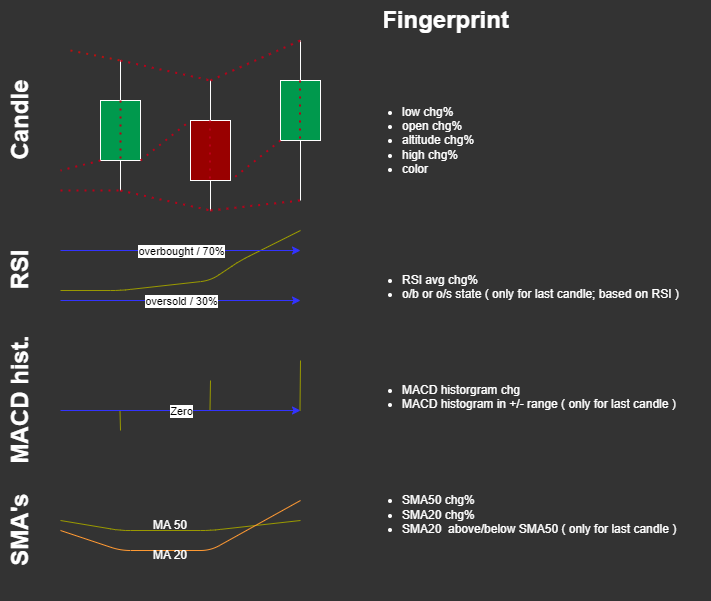 Fingerprint
Candle
low chg%
open chg%
altitude chg%
high chg%
color
RSI
overbought / 70%
oversold / 30%
RSI avg chg%
o/b or o/s state ( only for last candle; based on RSI )
MACD hist.
Zero
MACD historgram chg
MACD histogram in +/- range ( only for last candle )
SMA's
MA 50
MA 20
SMA50 chg%
SMA20 chg%
SMA20  above/below SMA50 ( only for last candle )